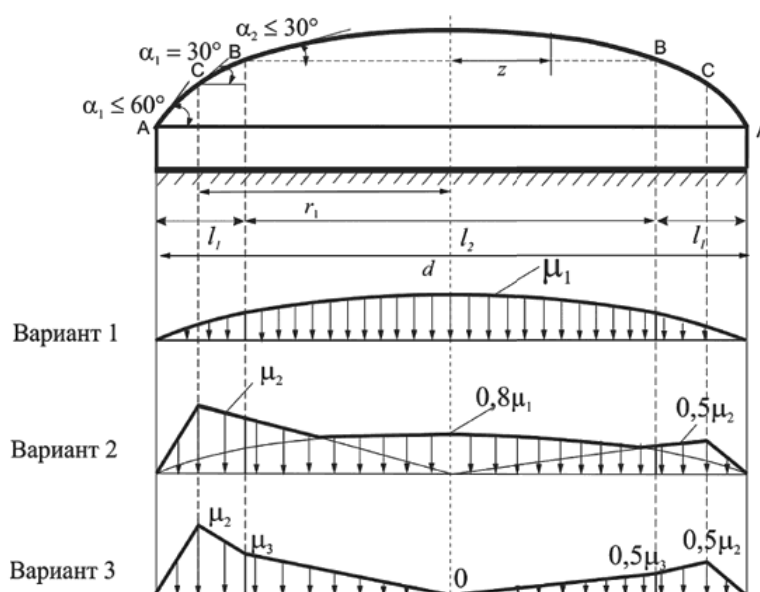 α₂ ≤ 30°
α₁ = 30° B
B
C
C
z
α₁ ≤ 60°
A
A
r₁
l₁
l₂
l₁
d
μ₁
Вариант 1
μ₂
0,8μ₁
0,5μ₂
Вариант 2
μ₂
μ₃
0
0,5μ₃
0,5μ₂
Вариант 3